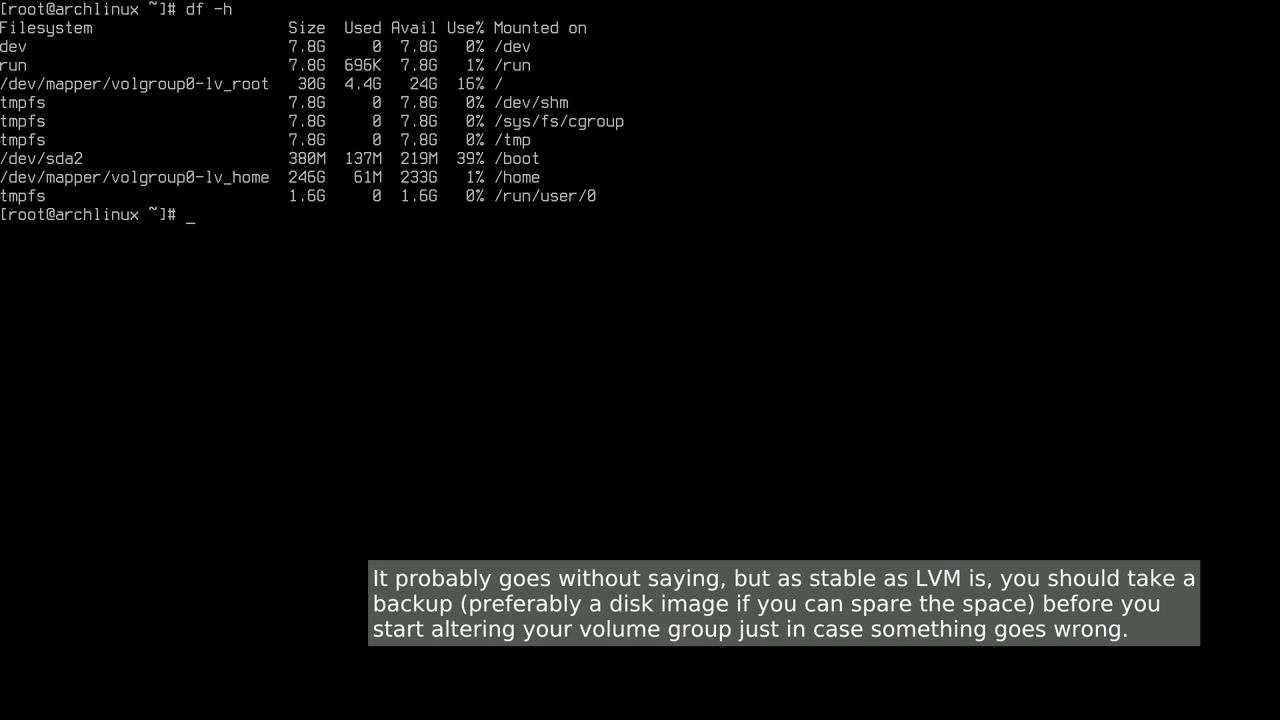 [root@archlinux ~]# df -h
Filesystem                     Size  Used Avail Use% Mounted on
dev                            7.8G     0  7.8G   0% /dev
run                            7.8G  696K  7.8G   1% /run
/dev/mapper/volgroup0-lv_root   30G  4.4G   24G  16% /
tmpfs                          7.8G     0  7.8G   0% /dev/shm
tmpfs                          7.8G     0  7.8G   0% /sys/fs/cgroup
tmpfs                          7.8G     0  7.8G   0% /tmp
/dev/sda2                      380M  137M  219M  39% /boot
/dev/mapper/volgroup0-lv_home  246G   61M  233G   1% /home
tmpfs                          1.6G     0  1.6G   0% /run/user/0
[root@archlinux ~]# _
It probably goes without saying, but as stable as LVM is, you should take a
backup (preferably a disk image if you can spare the space) before you
start altering your volume group just in case something goes wrong.